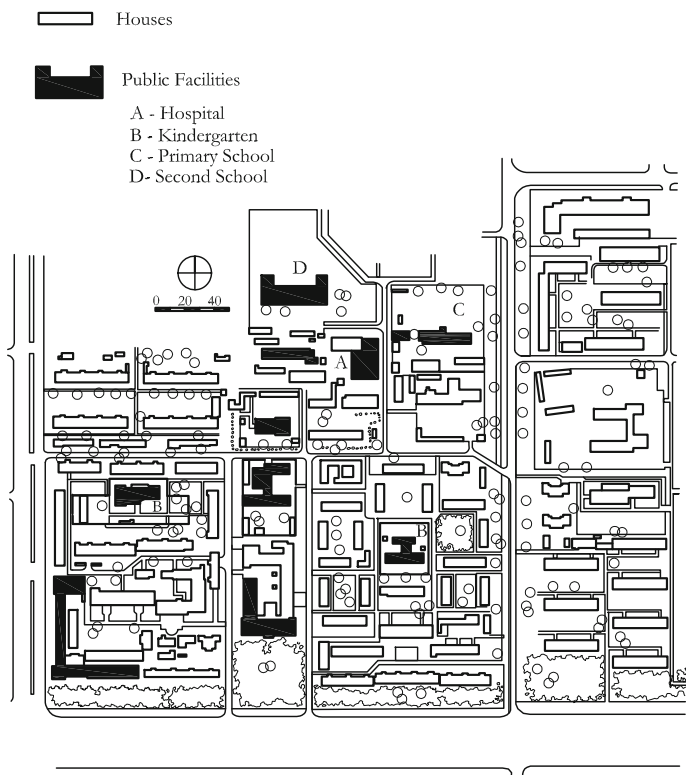 Houses
Public Facilities
A - Hospital
B - Kindergarten
C - Primary School
D- Second School
D
0 20 40
C
A
B
B